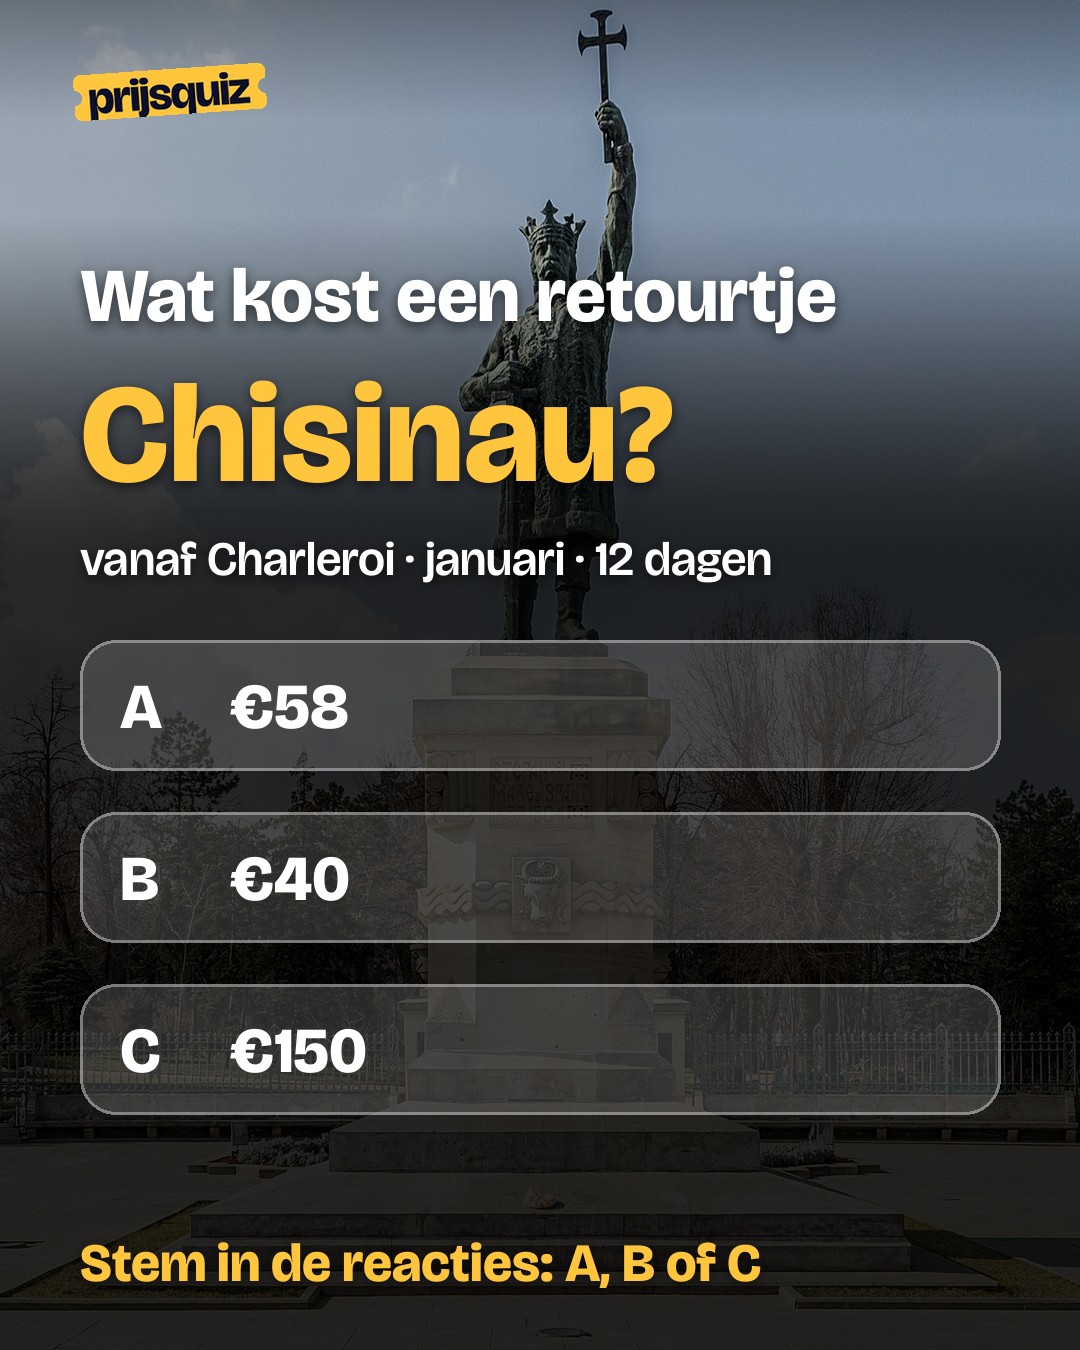 prijsquiz
Wat kost een retourtje
Chisinau?
vanaf Charleroi · januari · 12 dagen
A €58
B €40
C €150
Stem in de reacties: A, B of C